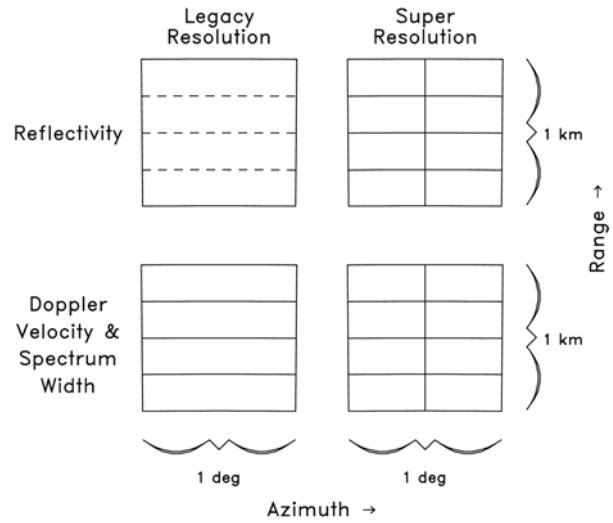 Legacy
Resolution
Super
Resolution
Reflectivity
1 km
Range →
Doppler
Velocity &
Spectrum
Width
1 km
1 deg
1 deg
Azimuth →